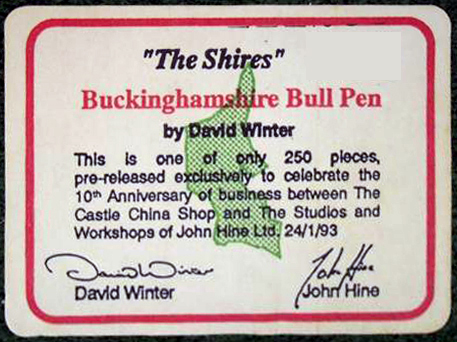 "The Shires"
Buckinghamshire Bull Pen
by David Winter
This is one of only 250 pieces,
pre-released exclusively to celebrate the
10th Anniversary of business between The
Castle China Shop and The Studios and
Workshops of John Hine Ltd. 24/1/93
David Winter John Hine
David Winter John Hine